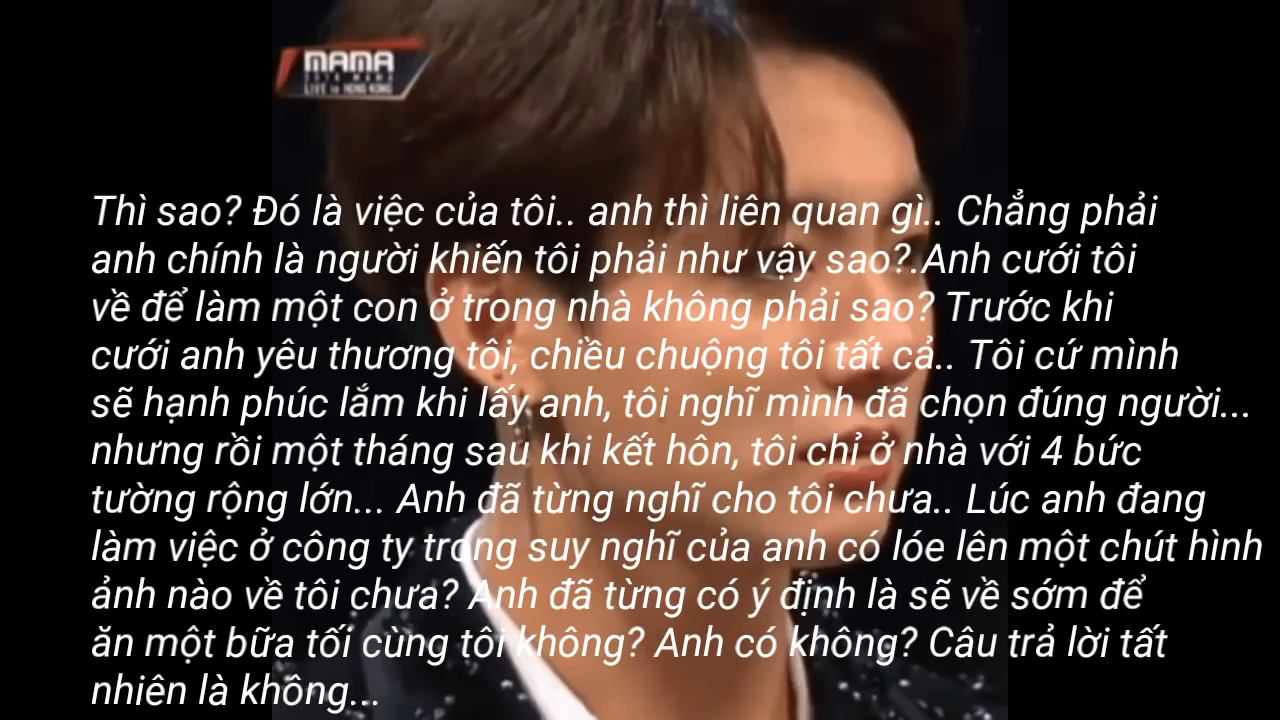 MAMA
LIVE in HONG KONG
Thì sao? Đó là việc của tôi.. anh thì liên quan gì.. Chẳng phải
anh chính là người khiến tôi phải như vậy sao?.Anh cưới tôi
về để làm một con ở trong nhà không phải sao? Trước khi
cưới anh yêu thương tôi, chiều chuộng tôi tất cả.. Tôi cứ mình
sẽ hạnh phúc lắm khi lấy anh, tôi nghĩ mình đã chọn đúng người...
nhưng rồi một tháng sau khi kết hôn, tôi chỉ ở nhà với 4 bức
tường rộng lớn... Anh đã từng nghĩ cho tôi chưa.. Lúc anh đang
làm việc ở công ty trong suy nghĩ của anh có lóe lên một chút hình
ảnh nào về tôi chưa? Anh đã từng có ý định là sẽ về sớm để
ăn một bữa tối cùng tôi không? Anh có không? Câu trả lời tất
nhiên là không...